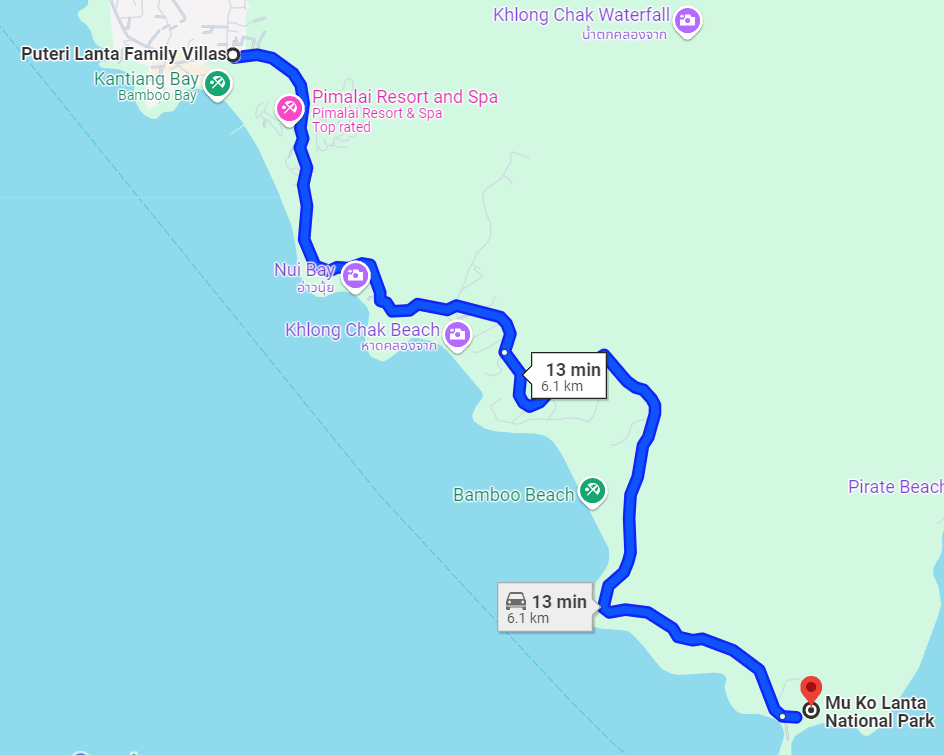 Khlong Chak Waterfall
น้ำตกคลองจาก
Puteri Lanta Family Villas
Kantiang Bay
Bamboo Bay
Pimalai Resort and Spa
Pimalai Resort & Spa
Top rated
Nui Bay
อ่าวนุ้ย
Khlong Chak Beach
หาดคลองจาก
13 min
6.1 km
Pirate Beach
Bamboo Beach
13 min
6.1 km
Mu Ko Lanta
National Park